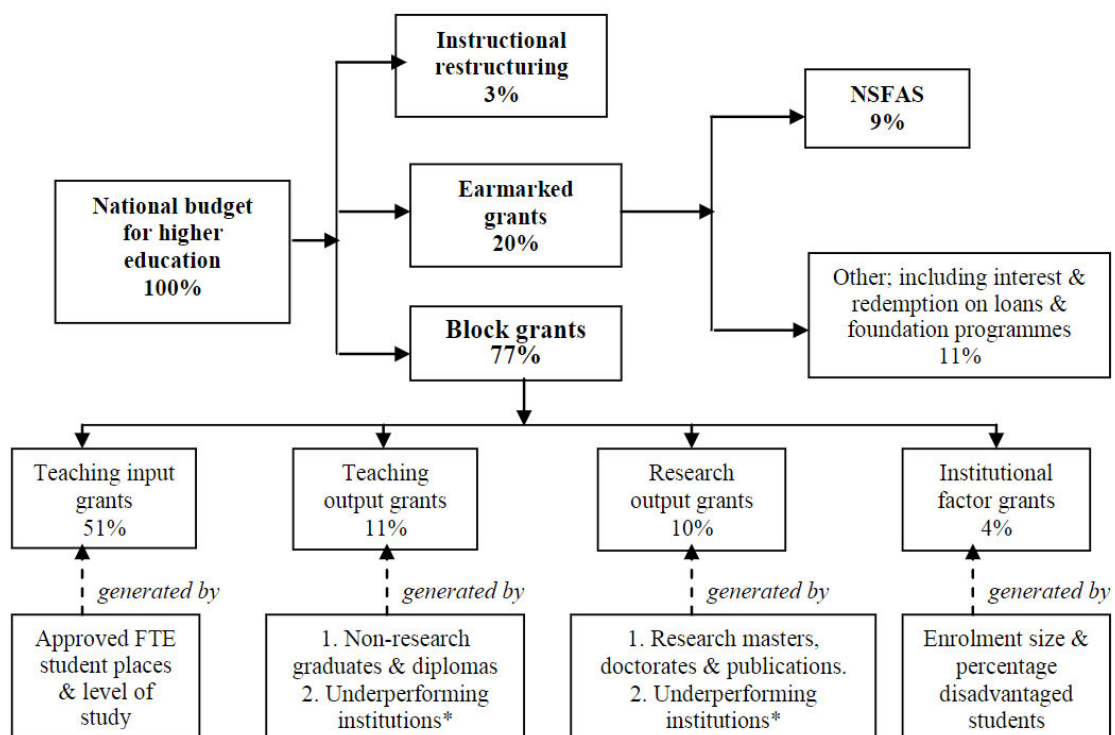 Instructional
restructuring
3%
NSFAS
9%
National budget
for higher
education
100%
Earmarked
grants
20%
Other; including interest &
redemption on loans &
foundation programmes
11%
Block grants
77%
Teaching input
grants
51%
Teaching
output grants
11%
Research
output grants
10%
Institutional
factor grants
4%
generated by
generated by
generated by
generated by
Approved FTE
student places
& level of
study
1. Non-research
graduates & diplomas
2. Underperforming
institutions*
1. Research masters,
doctorates & publications.
2. Underperforming
institutions*
Enrolment size &
percentage
disadvantaged
students